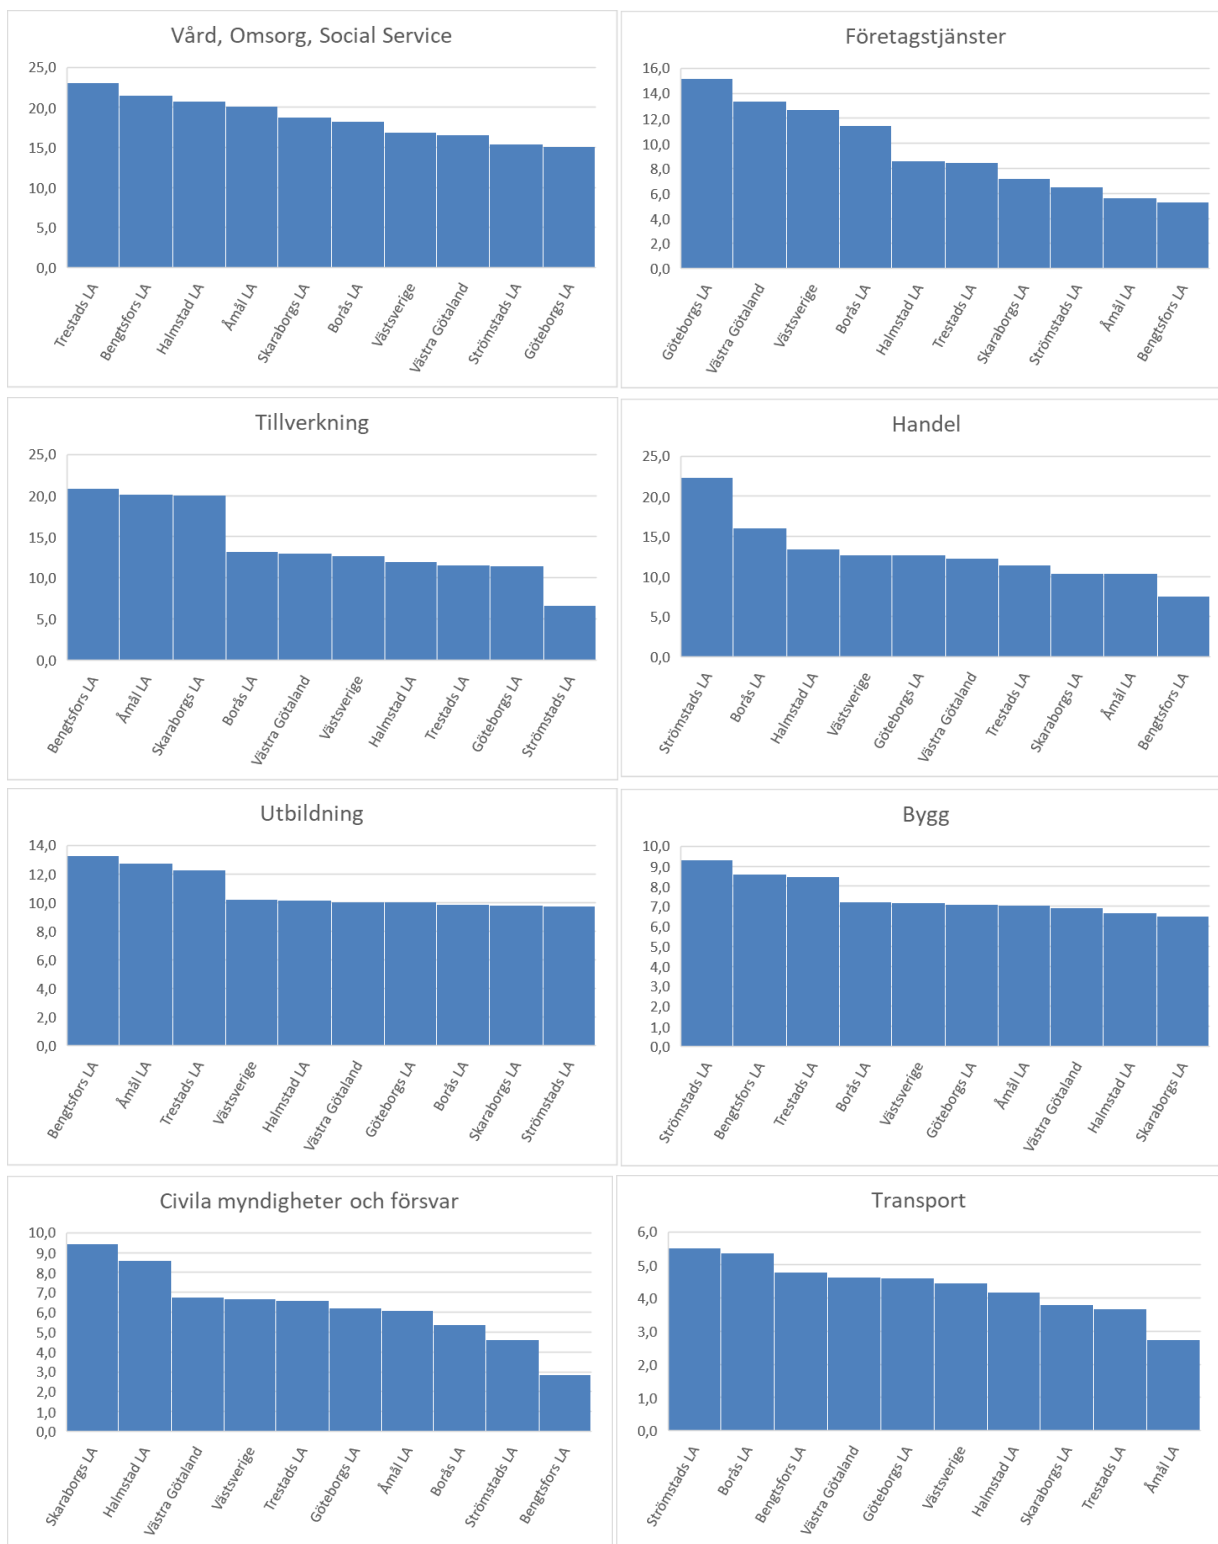 Vård, Omsorg, Social Service
25,0
20,0
15,0
10,0
5,0
0,0
Trestads LA
Bengtsfors LA
Halmstad LA
Åmål LA
Skaraborgs LA
Borås LA
Västsverige
Västra Götaland
Strömstads LA
Göteborgs LA
Företagstjänster
16,0
14,0
12,0
10,0
8,0
6,0
4,0
2,0
0,0
Göteborgs LA
Västra Götaland
Västsverige
Borås LA
Halmstad LA
Trestads LA
Skaraborgs LA
Strömstads LA
Åmål LA
Bengtsfors LA
Tillverkning
25,0
20,0
15,0
10,0
5,0
0,0
Bengtsfors LA
Åmål LA
Skaraborgs LA
Borås LA
Västra Götaland
Västsverige
Halmstad LA
Trestads LA
Göteborgs LA
Strömstads LA
Handel
25,0
20,0
15,0
10,0
5,0
0,0
Strömstads LA
Borås LA
Halmstad LA
Västsverige
Göteborgs LA
Västra Götaland
Trestads LA
Skaraborgs LA
Åmål LA
Bengtsfors LA
Utbildning
14,0
12,0
10,0
8,0
6,0
4,0
2,0
0,0
Bengtsfors LA
Åmål LA
Trestads LA
Västsverige
Halmstad LA
Västra Götaland
Göteborgs LA
Borås LA
Skaraborgs LA
Strömstads LA
Bygg
10,0
9,0
8,0
7,0
6,0
5,0
4,0
3,0
2,0
1,0
0,0
Strömstads LA
Bengtsfors LA
Trestads LA
Borås LA
Västsverige
Göteborgs LA
Åmål LA
Västra Götaland
Halmstad LA
Skaraborgs LA
Civila myndigheter och försvar
10,0
9,0
8,0
7,0
6,0
5,0
4,0
3,0
2,0
1,0
0,0
Skaraborgs LA
Halmstad LA
Västra Götaland
Västsverige
Trestads LA
Göteborgs LA
Åmål LA
Borås LA
Strömstads LA
Bengtsfors LA
Transport
6,0
5,0
4,0
3,0
2,0
1,0
0,0
Strömstads LA
Borås LA
Bengtsfors LA
Västra Götaland
Göteborgs LA
Västsverige
Halmstad LA
Skaraborgs LA
Trestads LA
Åmål LA